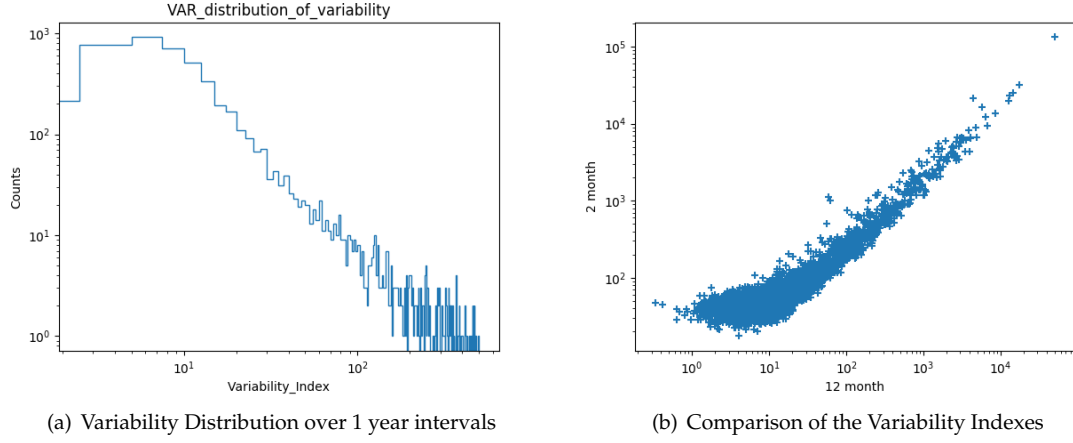 VAR_distribution_of_variability
Counts
10³
10²
10¹
10⁰
10¹
10²
Variability_Index
2 month
10⁵
10⁴
10³
10²
10⁰
10¹
10²
10³
10⁴
12 month
(a) Variability Distribution over 1 year intervals
(b) Comparison of the Variability Indexes